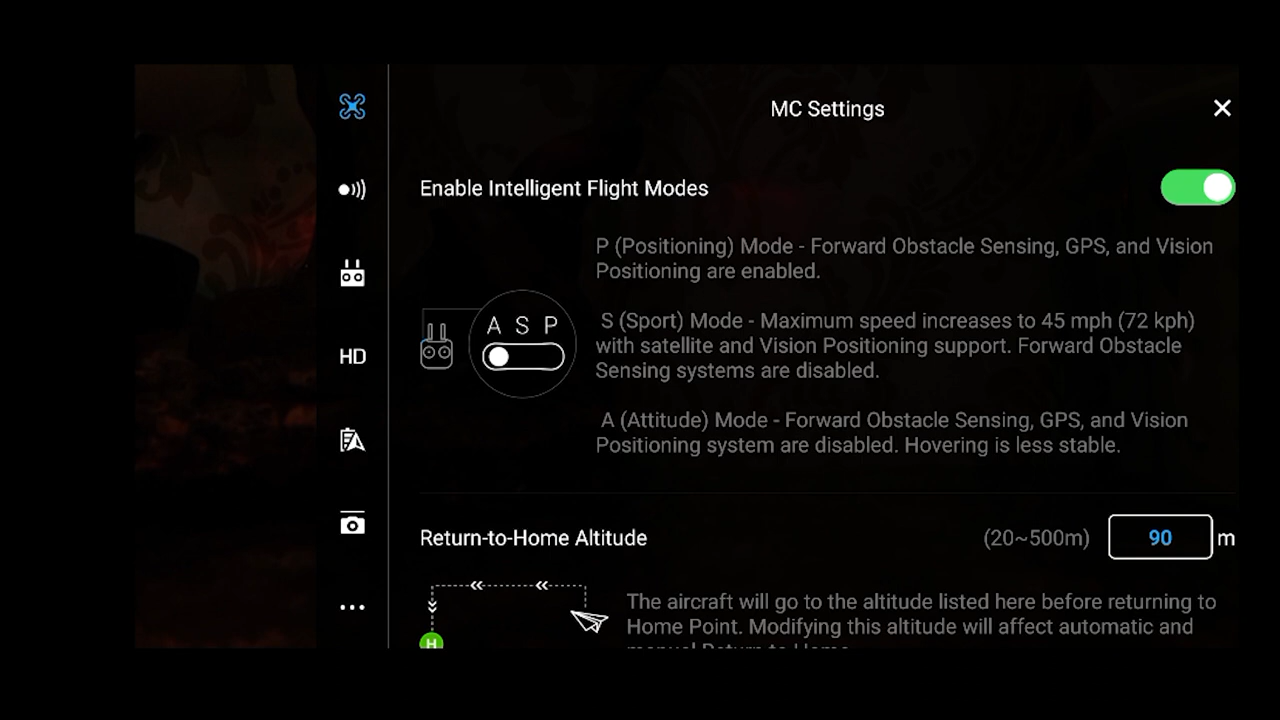 MC Settings
Enable Intelligent Flight Modes
P (Positioning) Mode - Forward Obstacle Sensing, GPS, and Vision
Positioning are enabled.
A S P
S (Sport) Mode - Maximum speed increases to 45 mph (72 kph)
with satellite and Vision Positioning support. Forward Obstacle
Sensing systems are disabled.
HD
A (Attitude) Mode - Forward Obstacle Sensing, GPS, and Vision
Positioning system are disabled. Hovering is less stable.
Return-to-Home Altitude (20~500m) 90 m
The aircraft will go to the altitude listed here before returning to
Home Point. Modifying this altitude will affect automatic and
H